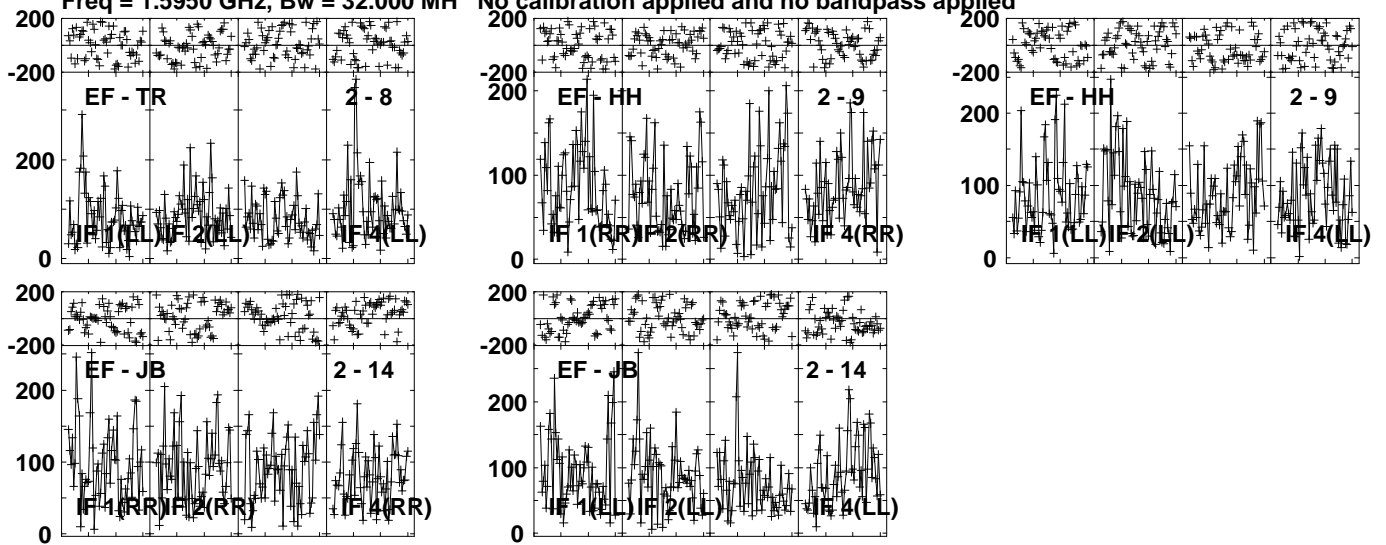 Freq = 1.5950 GHz, Bw = 32.000 MH No calibration applied and no bandpass applied
200
-200
EF - TR 2 - 8
200
100
0
IF 1(LL) IF 2(LL) IF 4(LL)
200
-200
EF - HH 2 - 9
200
100
0
IF 1(RR) IF 2(RR) IF 4(RR)
200
-200
EF - HH 2 - 9
200
100
0
IF 1(LL) IF 2(LL) IF 4(LL)
200
-200
EF - JB 2 - 14
200
100
0
IF 1(RR) IF 2(RR) IF 4(RR)
200
-200
EF - JB 2 - 14
200
100
0
IF 1(LL) IF 2(LL) IF 4(LL)